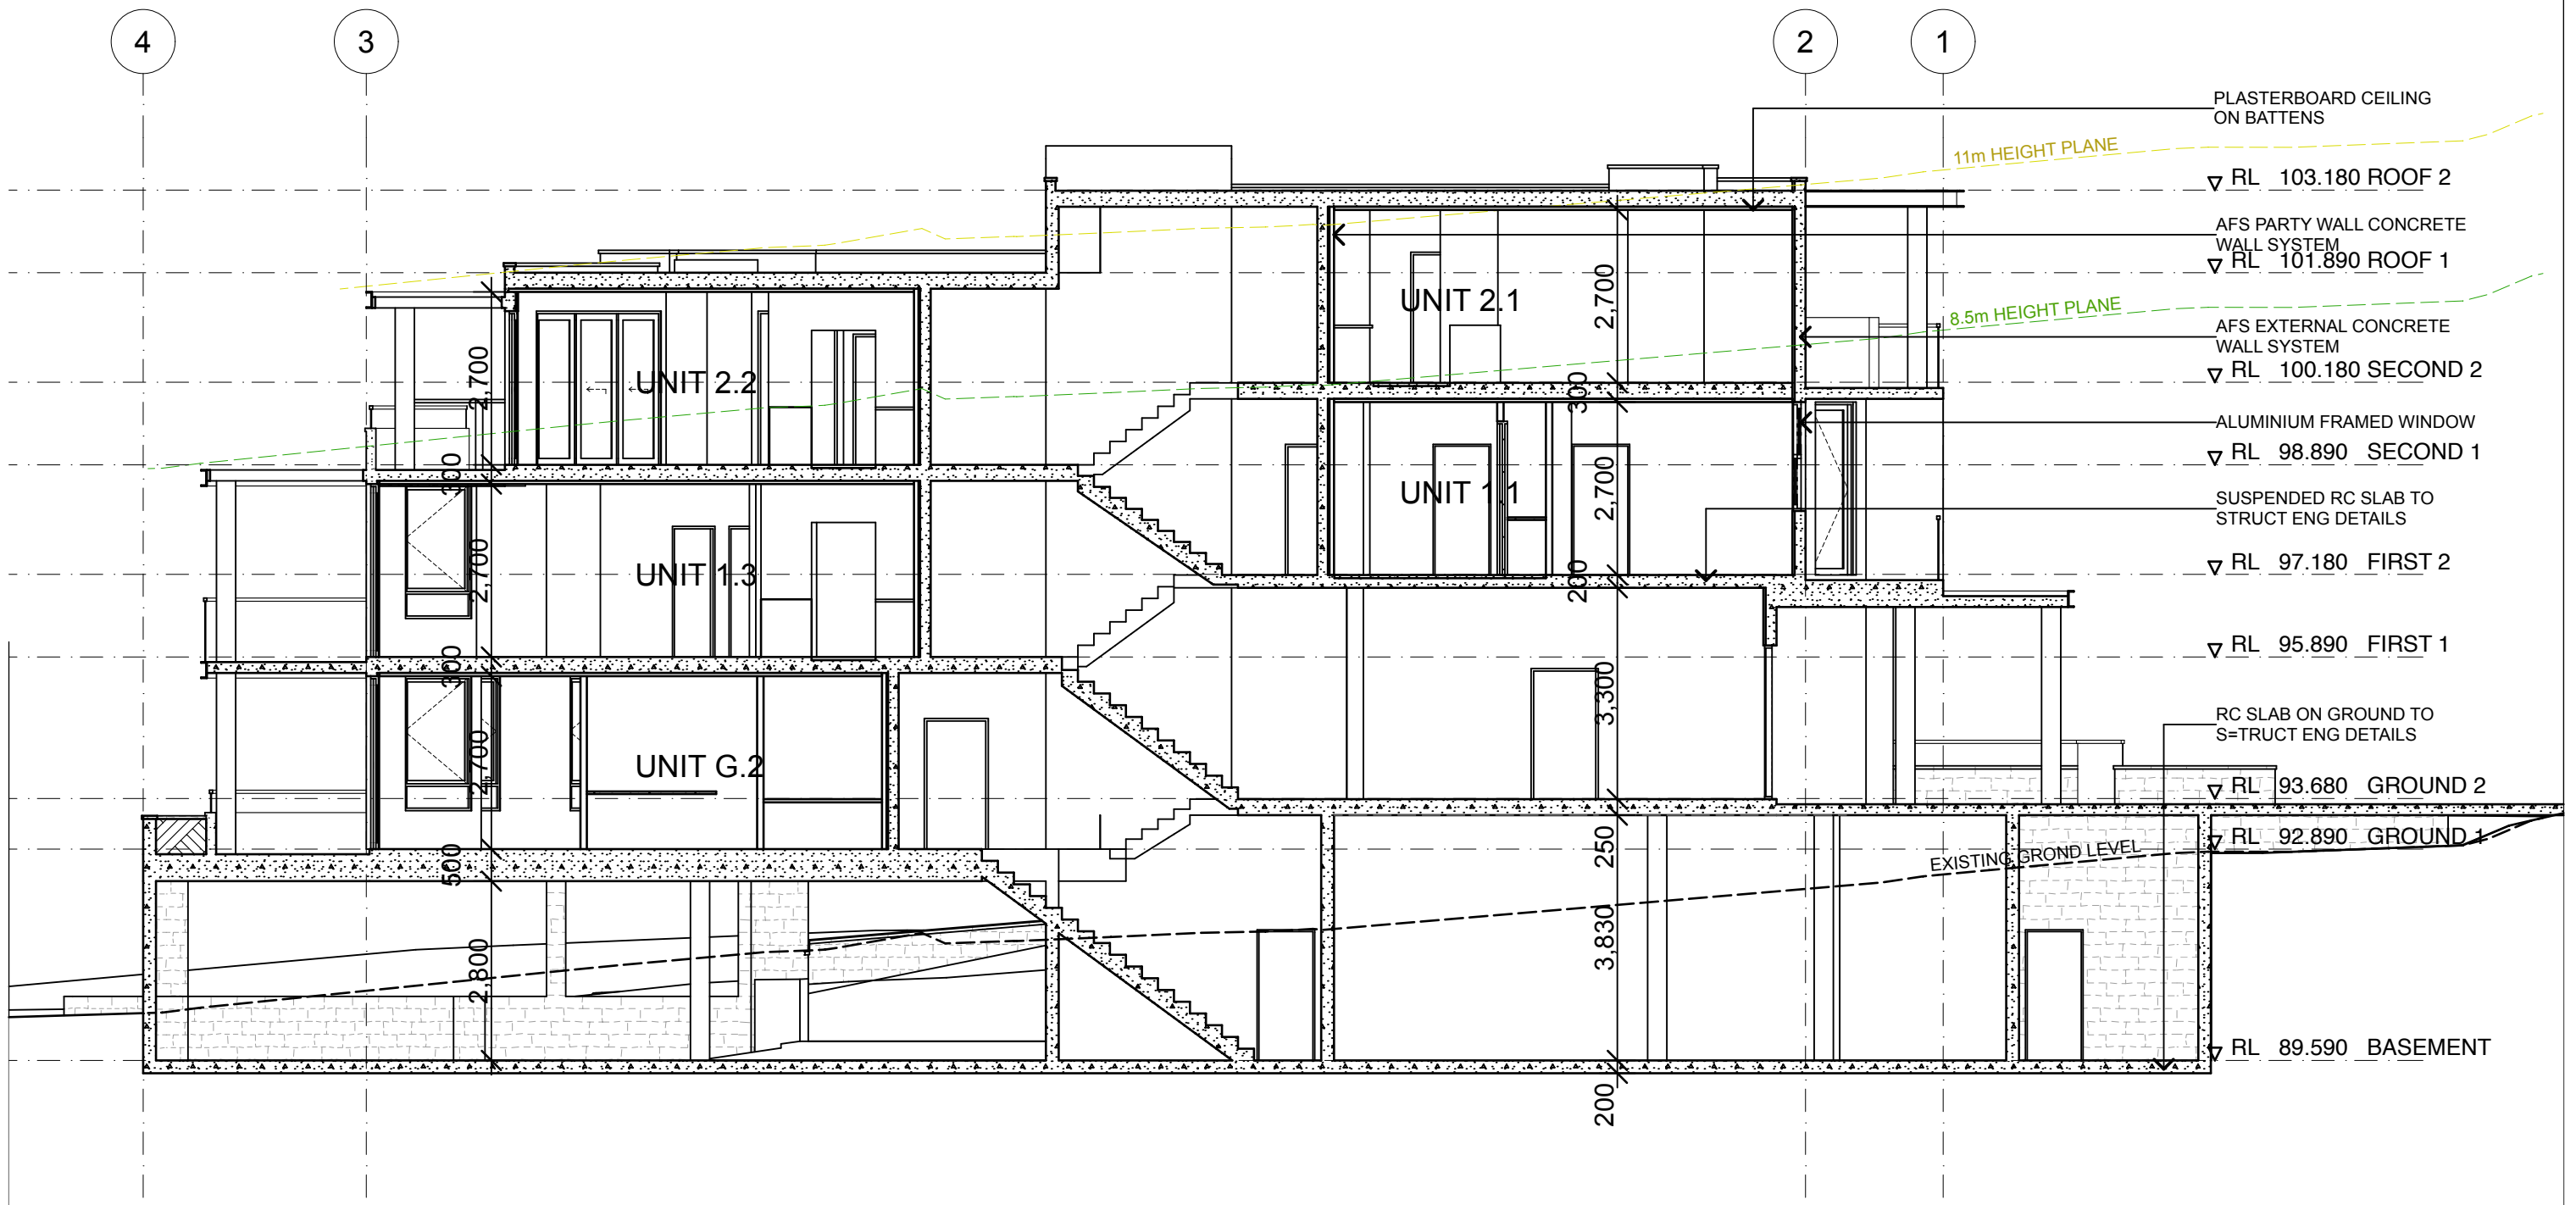 4
3
2
1
PLASTERBOARD CEILING
ON BATTENS
11m HEIGHT PLANE
RL 103.180 ROOF 2
AFS PARTY WALL CONCRETE
WALL SYSTEM
RL 101.890 ROOF 1
8.5m HEIGHT PLANE
AFS EXTERNAL CONCRETE
WALL SYSTEM
RL 100.180 SECOND 2
ALUMINIUM FRAMED WINDOW
RL 98.890 SECOND 1
SUSPENDED RC SLAB TO
STRUCT ENG DETAILS
RL 97.180 FIRST 2
RL 95.890 FIRST 1
RC SLAB ON GROUND TO
S=TRUCT ENG DETAILS
RL 93.680 GROUND 2
RL 92.890 GROUND 1
EXISTING GROND LEVEL
RL 89.590 BASEMENT
UNIT 2.1
UNIT 2.2
UNIT 1.1
UNIT 1.3
UNIT G.2
2,700
300
2,700
300
2,700
500
2,800
2,700
300
2,700
200
3,300
250
3,830
200